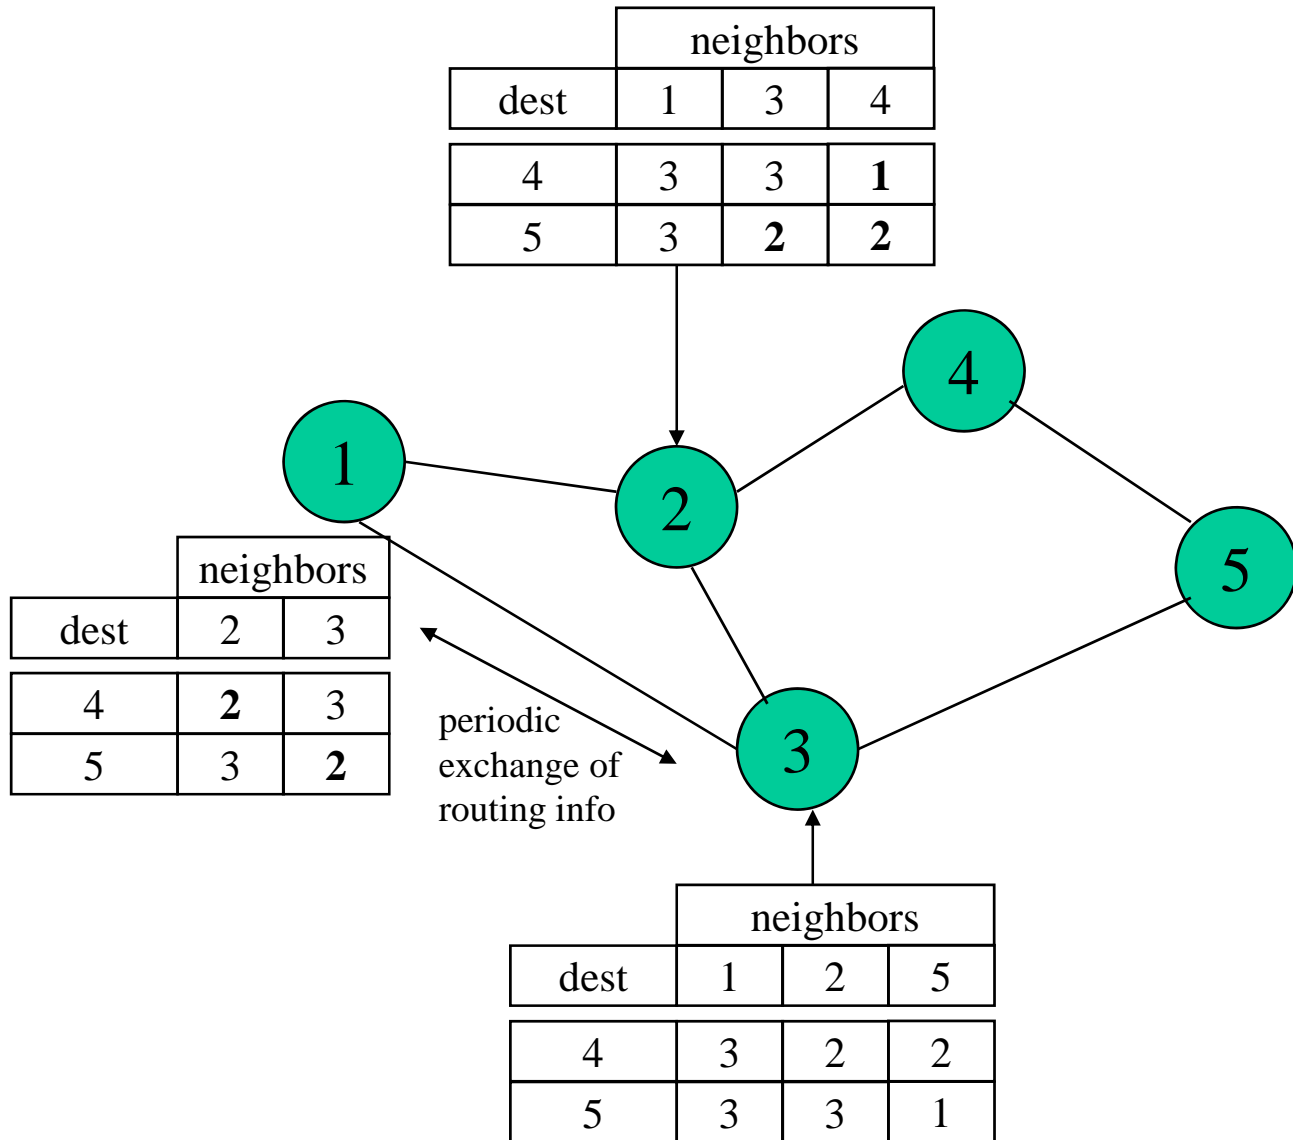 neighbors
dest 1 3 4
4 3 3 1
5 3 2 2
4
1
2
5
neighbors
dest 2 3
4 2 3
5 3 2
periodic
exchange of
routing info
3
neighbors
dest 1 2 5
4 3 2 2
5 3 3 1